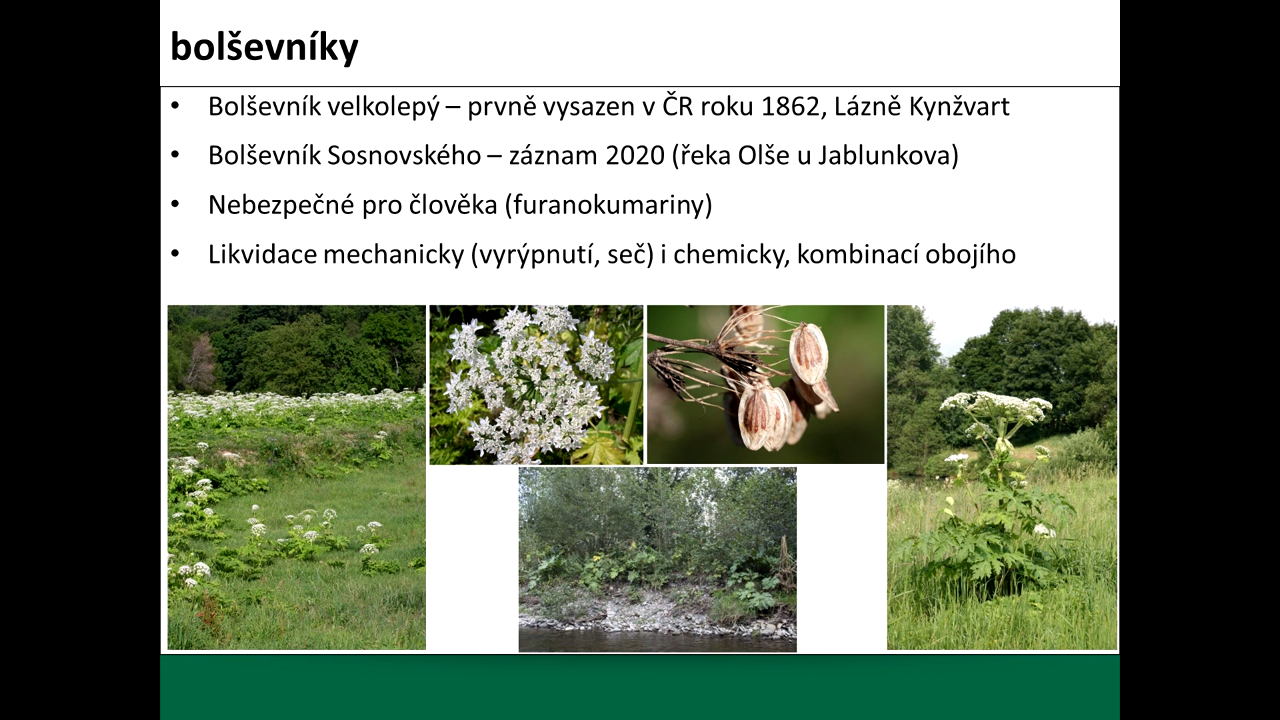 bolševníky
• Bolševník velkolepý – prvně vysazen v ČR roku 1862, Lázně Kynžvart
• Bolševník Sosnovského – záznam 2020 (řeka Olše u Jablunkova)
• Nebezpečné pro člověka (furanokumariny)
• Likvidace mechanicky (vyrýpnutí, seč) i chemicky, kombinací obojího